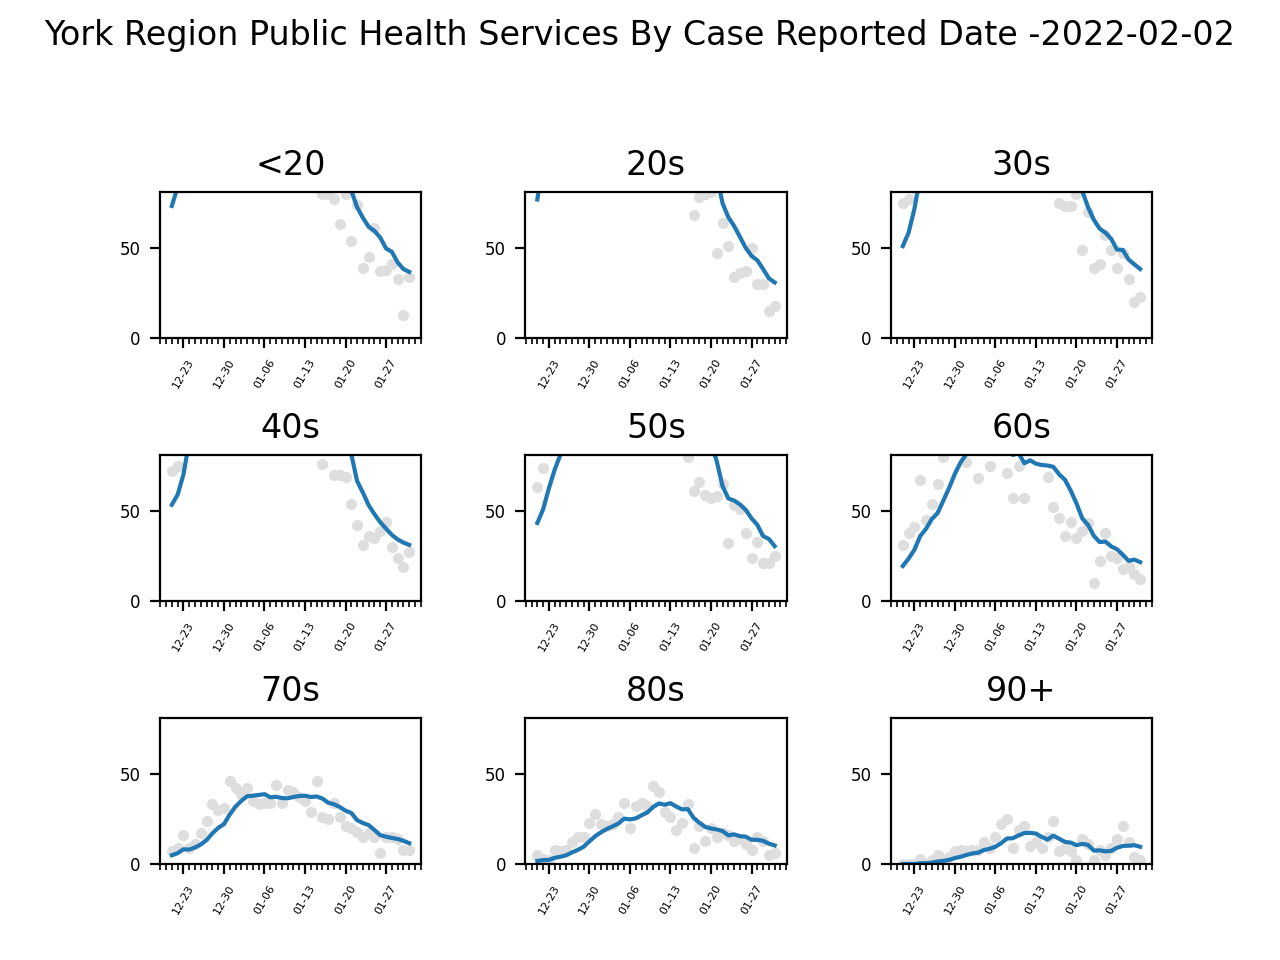 York Region Public Health Services By Case Reported Date -2022-02-02
<20 20s 30s
50 50 50
0 0 0
12-23 12-30 01-06 01-13 01-20 01-27 12-23 12-30 01-06 01-13 01-20 01-27 12-23 12-30 01-06 01-13 01-20 01-27
40s 50s 60s
50 50 50
0 0 0
12-23 12-30 01-06 01-13 01-20 01-27 12-23 12-30 01-06 01-13 01-20 01-27 12-23 12-30 01-06 01-13 01-20 01-27
70s 80s 90+
50 50 50
0 0 0
12-23 12-30 01-06 01-13 01-20 01-27 12-23 12-30 01-06 01-13 01-20 01-27 12-23 12-30 01-06 01-13 01-20 01-27